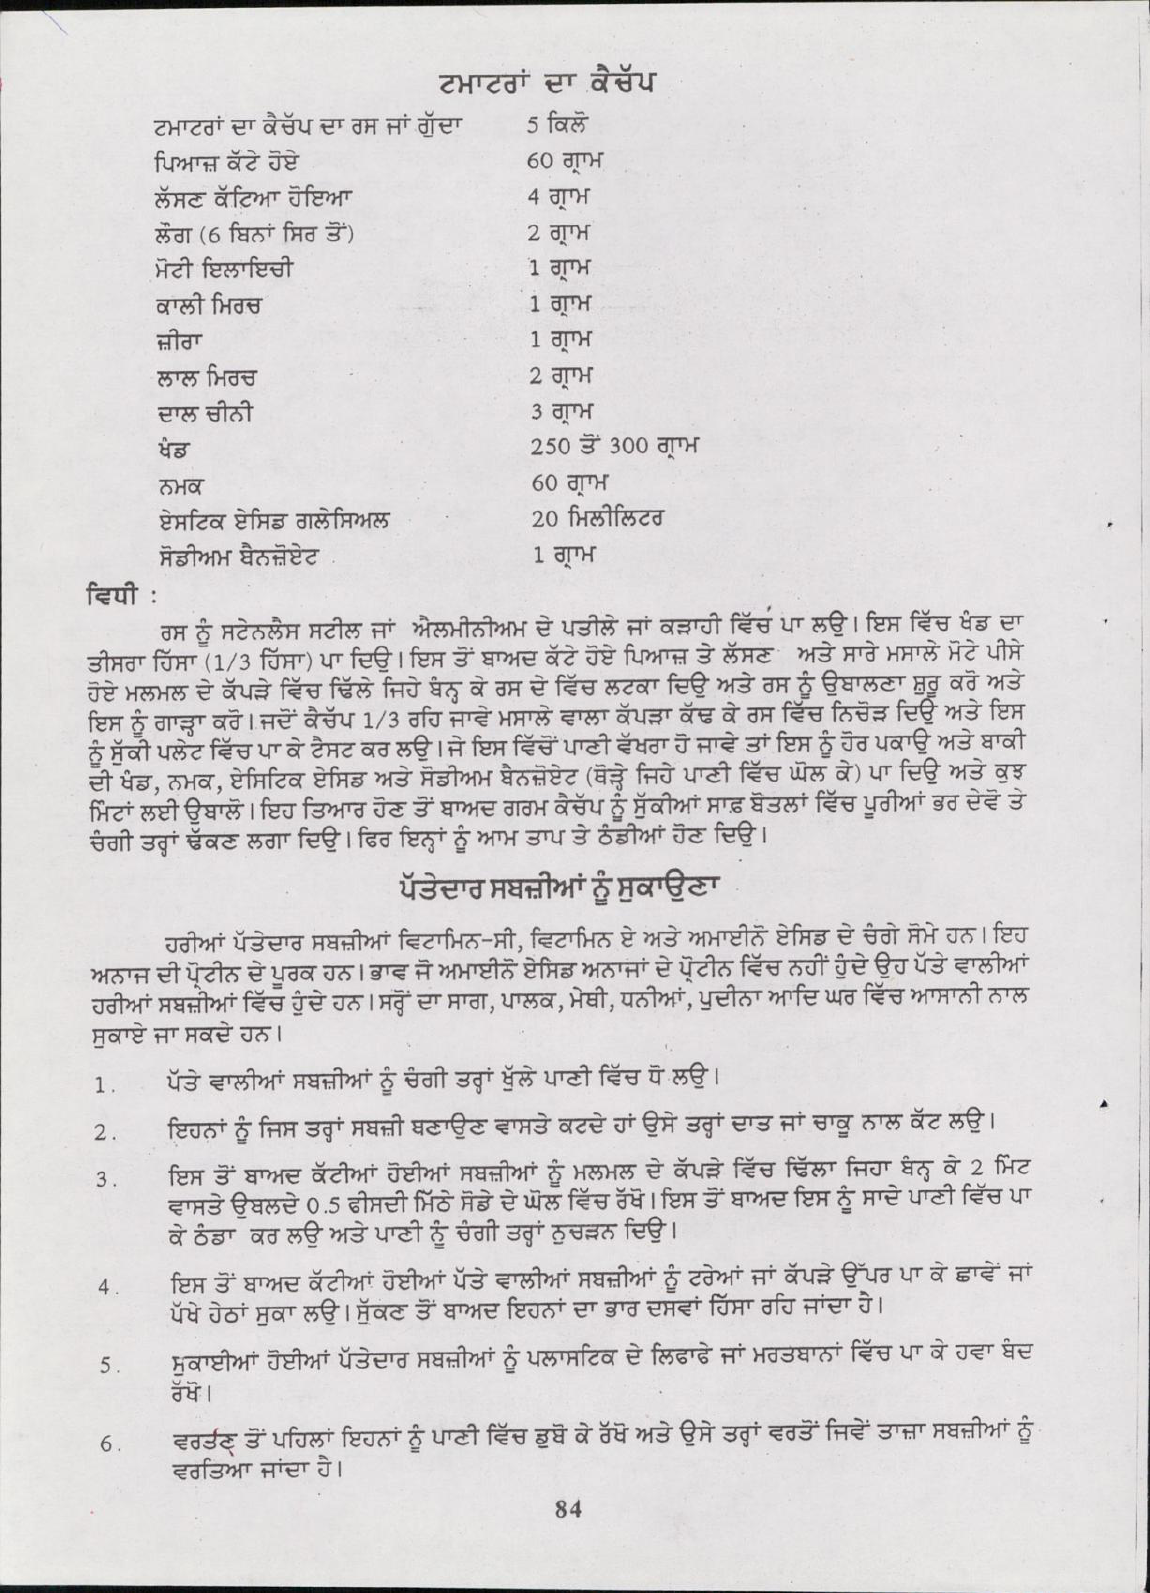 ਟਮਾਟਰਾਂ ਦਾ ਕੈਚੱਪ
ਟਮਾਟਰਾਂ ਦਾ ਕੈਚੱਪ ਦਾ ਰਸ ਜਾਂ ਗੁੱਦਾ 5 ਕਿਲੋ
ਪਿਆਜ਼ ਕੱਟੇ ਹੋਏ 60 ਗ੍ਰਾਮ
ਲੱਸਣ ਕੱਟਿਆ ਹੋਇਆ 4 ਗ੍ਰਾਮ
ਲੌਂਗ (6 ਬਿਨਾਂ ਸਿਰ ਤੋਂ) 2 ਗ੍ਰਾਮ
ਮੋਟੀ ਇਲਾਇਚੀ 1 ਗ੍ਰਾਮ
ਕਾਲੀ ਮਿਰਚ 1 ਗ੍ਰਾਮ
ਜ਼ੀਰਾ 1 ਗ੍ਰਾਮ
ਲਾਲ ਮਿਰਚ 2 ਗ੍ਰਾਮ
ਦਾਲ ਚੀਨੀ 3 ਗ੍ਰਾਮ
ਖੰਡ 250 ਤੋਂ 300 ਗ੍ਰਾਮ
ਨਮਕ 60 ਗ੍ਰਾਮ
ਏਸਟਿਕ ਏਸਿਡ ਗਲੇਸਿਅਲ 20 ਮਿਲੀਲਿਟਰ
ਸੋਡੀਅਮ ਬੈਨਜ਼ੋਏਟ 1 ਗ੍ਰਾਮ
ਵਿਧੀ :
ਰਸ ਨੂੰ ਸਟੇਨਲੈਸ ਸਟੀਲ ਜਾਂ ਐਲਮੀਨੀਅਮ ਦੇ ਪਤੀਲੇ ਜਾਂ ਕੜਾਹੀ ਵਿੱਚ ਪਾ ਲਉ। ਇਸ ਵਿੱਚ ਖੰਡ ਦਾ
ਤੀਸਰਾ ਹਿੱਸਾ (1/3 ਹਿੱਸਾ) ਪਾ ਦਿਉ। ਇਸ ਤੋਂ ਬਾਅਦ ਕੱਟੇ ਹੋਏ ਪਿਆਜ਼ ਤੇ ਲੱਸਣ ਅਤੇ ਸਾਰੇ ਮਸਾਲੇ ਮੋਟੇ ਪੀਸੇ
ਹੋਏ ਮਲਮਲ ਦੇ ਕੱਪੜੇ ਵਿੱਚ ਢਿੱਲੇ ਜਿਹੇ ਬੰਨ੍ਹ ਕੇ ਰਸ ਦੇ ਵਿੱਚ ਲਟਕਾ ਦਿਉ ਅਤੇ ਰਸ ਨੂੰ ਉਬਾਲਣਾ ਸ਼ੁਰੂ ਕਰੋ ਅਤੇ
ਇਸ ਨੂੰ ਗਾੜ੍ਹਾ ਕਰੋ। ਜਦੋਂ ਕੈਚੱਪ 1/3 ਰਹਿ ਜਾਵੇ ਮਸਾਲੇ ਵਾਲਾ ਕੱਪੜਾ ਕੱਢ ਕੇ ਰਸ ਵਿੱਚ ਨਿਚੋੜ ਦਿਉ ਅਤੇ ਇਸ
ਨੂੰ ਸੁੱਕੀ ਪਲੇਟ ਵਿੱਚ ਪਾ ਕੇ ਟੈਸਟ ਕਰ ਲਉ। ਜੇ ਇਸ ਵਿੱਚੋਂ ਪਾਣੀ ਵੱਖਰਾ ਹੋ ਜਾਵੇ ਤਾਂ ਇਸ ਨੂੰ ਹੋਰ ਪਕਾਉ ਅਤੇ ਬਾਕੀ
ਦੀ ਖੰਡ, ਨਮਕ, ਏਸਿਟਿਕ ਏਸਿਡ ਅਤੇ ਸੋਡੀਅਮ ਬੈਨਜ਼ੋਏਟ (ਥੋੜ੍ਹੇ ਜਿਹੇ ਪਾਣੀ ਵਿੱਚ ਘੋਲ ਕੇ) ਪਾ ਦਿਉ ਅਤੇ ਕੁਝ
ਮਿੰਟਾਂ ਲਈ ਉਬਾਲੋ। ਇਹ ਤਿਆਰ ਹੋਣ ਤੋਂ ਬਾਅਦ ਗਰਮ ਕੈਚੱਪ ਨੂੰ ਸੁੱਕੀਆਂ ਸਾਫ਼ ਬੋਤਲਾਂ ਵਿੱਚ ਪੂਰੀਆਂ ਭਰ ਦੇਵੋ ਤੇ
ਚੰਗੀ ਤਰ੍ਹਾਂ ਢੱਕਣ ਲਗਾ ਦਿਉ। ਫਿਰ ਇਨ੍ਹਾਂ ਨੂੰ ਆਮ ਤਾਪ ਤੇ ਠੰਡੀਆਂ ਹੋਣ ਦਿਉ।
ਪੱਤੇਦਾਰ ਸਬਜ਼ੀਆਂ ਨੂੰ ਸੁਕਾਉਣਾ
ਹਰੀਆਂ ਪੱਤੇਦਾਰ ਸਬਜ਼ੀਆਂ ਵਿਟਾਮਿਨ-ਸੀ, ਵਿਟਾਮਿਨ ਏ ਅਤੇ ਅਮਾਈਨੋ ਏਸਿਡ ਦੇ ਚੰਗੇ ਸੋਮੇ ਹਨ। ਇਹ
ਅਨਾਜ ਦੀ ਪ੍ਰੋਟੀਨ ਦੇ ਪੂਰਕ ਹਨ। ਭਾਵ ਜੋ ਅਮਾਈਨੋ ਏਸਿਡ ਅਨਾਜਾਂ ਦੇ ਪ੍ਰੋਟੀਨ ਵਿੱਚ ਨਹੀਂ ਹੁੰਦੇ ਉਹ ਪੱਤੇ ਵਾਲੀਆਂ
ਹਰੀਆਂ ਸਬਜ਼ੀਆਂ ਵਿੱਚ ਹੁੰਦੇ ਹਨ। ਸਰ੍ਹੋਂ ਦਾ ਸਾਗ, ਪਾਲਕ, ਮੇਥੀ, ਧਨੀਆਂ, ਪੁਦੀਨਾ ਆਦਿ ਘਰ ਵਿੱਚ ਆਸਾਨੀ ਨਾਲ
ਸੁਕਾਏ ਜਾ ਸਕਦੇ ਹਨ।
1. ਪੱਤੇ ਵਾਲੀਆਂ ਸਬਜ਼ੀਆਂ ਨੂੰ ਚੰਗੀ ਤਰ੍ਹਾਂ ਖੁੱਲੇ ਪਾਣੀ ਵਿੱਚ ਧੋ ਲਉ।
2. ਇਹਨਾਂ ਨੂੰ ਜਿਸ ਤਰ੍ਹਾਂ ਸਬਜ਼ੀ ਬਣਾਉਣ ਵਾਸਤੇ ਕਟਦੇ ਹਾਂ ਉਸੇ ਤਰ੍ਹਾਂ ਦਾਤ ਜਾਂ ਚਾਕੂ ਨਾਲ ਕੱਟ ਲਉ।
3. ਇਸ ਤੋਂ ਬਾਅਦ ਕੱਟੀਆਂ ਹੋਈਆਂ ਸਬਜ਼ੀਆਂ ਨੂੰ ਮਲਮਲ ਦੇ ਕੱਪੜੇ ਵਿੱਚ ਢਿੱਲਾ ਜਿਹਾ ਬੰਨ੍ਹ ਕੇ 2 ਮਿੰਟ
ਵਾਸਤੇ ਉਬਲਦੇ 0.5 ਫੀਸਦੀ ਮਿੱਠੇ ਸੋਡੇ ਦੇ ਘੋਲ ਵਿੱਚ ਰੱਖੋ। ਇਸ ਤੋਂ ਬਾਅਦ ਇਸ ਨੂੰ ਸਾਦੇ ਪਾਣੀ ਵਿੱਚ ਪਾ
ਕੇ ਠੰਡਾ ਕਰ ਲਉ ਅਤੇ ਪਾਣੀ ਨੂੰ ਚੰਗੀ ਤਰ੍ਹਾਂ ਨੁਚੜਨ ਦਿਉ।
4. ਇਸ ਤੋਂ ਬਾਅਦ ਕੱਟੀਆਂ ਹੋਈਆਂ ਪੱਤੇ ਵਾਲੀਆਂ ਸਬਜ਼ੀਆਂ ਨੂੰ ਟਰੇਆਂ ਜਾਂ ਕੱਪੜੇ ਉੱਪਰ ਪਾ ਕੇ ਛਾਵੇਂ ਜਾਂ
ਪੱਖੇ ਹੇਠਾਂ ਸੁਕਾ ਲਉ। ਸੁੱਕਣ ਤੋਂ ਬਾਅਦ ਇਹਨਾਂ ਦਾ ਭਾਰ ਦਸਵਾਂ ਹਿੱਸਾ ਰਹਿ ਜਾਂਦਾ ਹੈ।
5. ਸੁਕਾਈਆਂ ਹੋਈਆਂ ਪੱਤੇਦਾਰ ਸਬਜ਼ੀਆਂ ਨੂੰ ਪਲਾਸਟਿਕ ਦੇ ਲਿਫਾਫੇ ਜਾਂ ਮਰਤਬਾਨਾਂ ਵਿੱਚ ਪਾ ਕੇ ਹਵਾ ਬੰਦ
ਰੱਖੋ।
6. ਵਰਤਣ ਤੋਂ ਪਹਿਲਾਂ ਇਹਨਾਂ ਨੂੰ ਪਾਣੀ ਵਿੱਚ ਡੁਬੋ ਕੇ ਰੱਖੋ ਅਤੇ ਉਸੇ ਤਰ੍ਹਾਂ ਵਰਤੋਂ ਜਿਵੇਂ ਤਾਜ਼ਾ ਸਬਜ਼ੀਆਂ ਨੂੰ
ਵਰਤਿਆ ਜਾਂਦਾ ਹੈ।
84